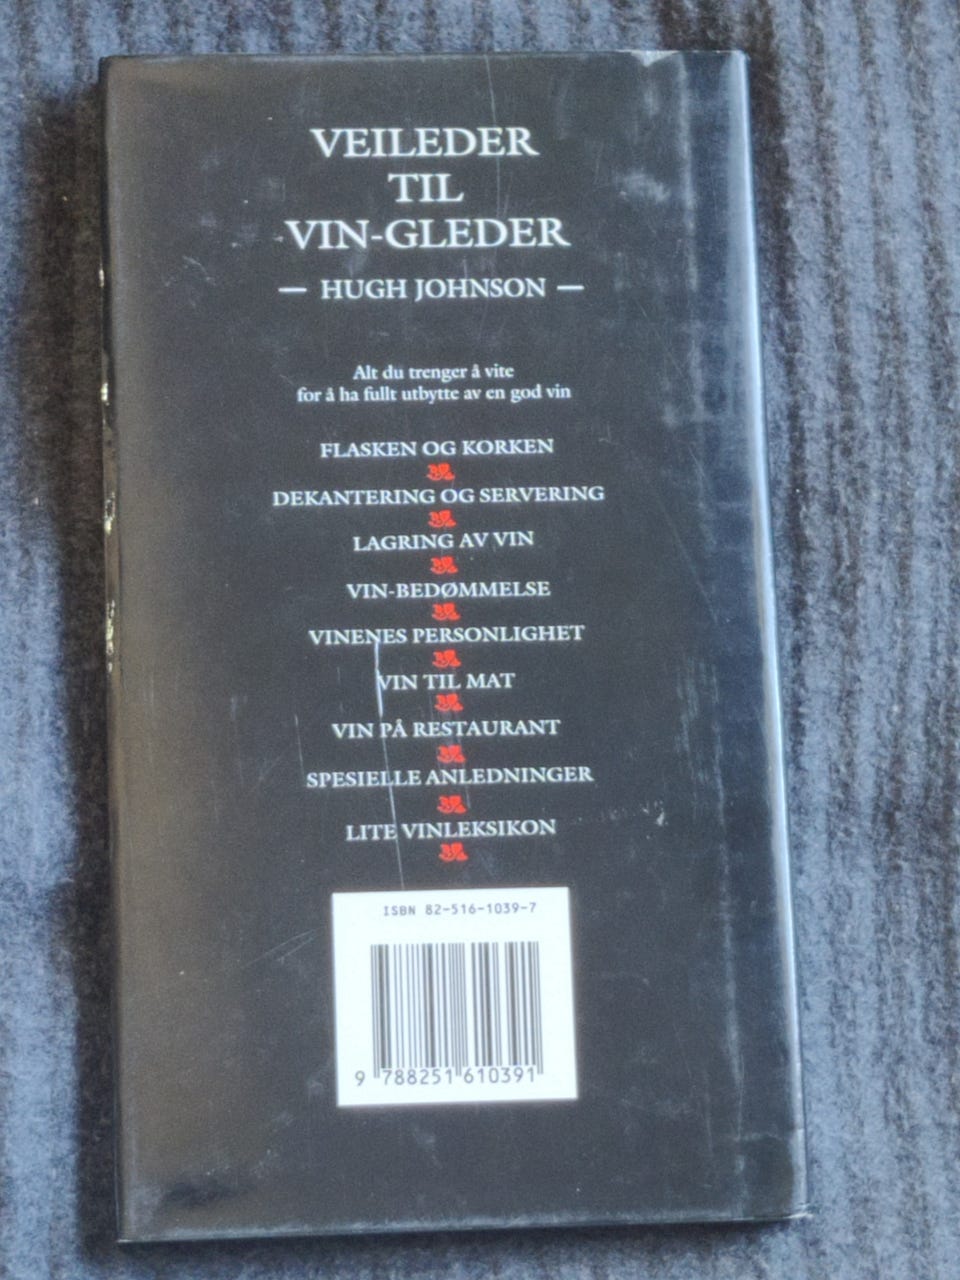 VEILEDER
TIL
VIN-GLEDER
— HUGH JOHNSON —
Alt du trenger å vite
for å ha fullt utbytte av en god vin
FLASKEN OG KORKEN
DEKANTERING OG SERVERING
LAGRING AV VIN
VIN-BEDØMMELSE
VINENES PERSONLIGHET
VIN TIL MAT
VIN PÅ RESTAURANT
SPESIELLE ANLEDNINGER
LITE VINLEKSIKON
ISBN 82-516-1039-7
9 788251 610391